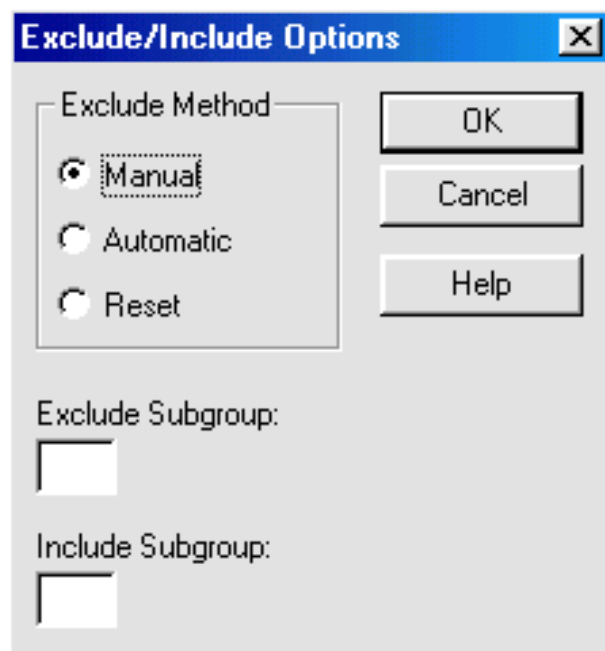 Exclude/Include Options
Exclude Method
Manual
Automatic
Reset
OK
Cancel
Help
Exclude Subgroup:
Include Subgroup: